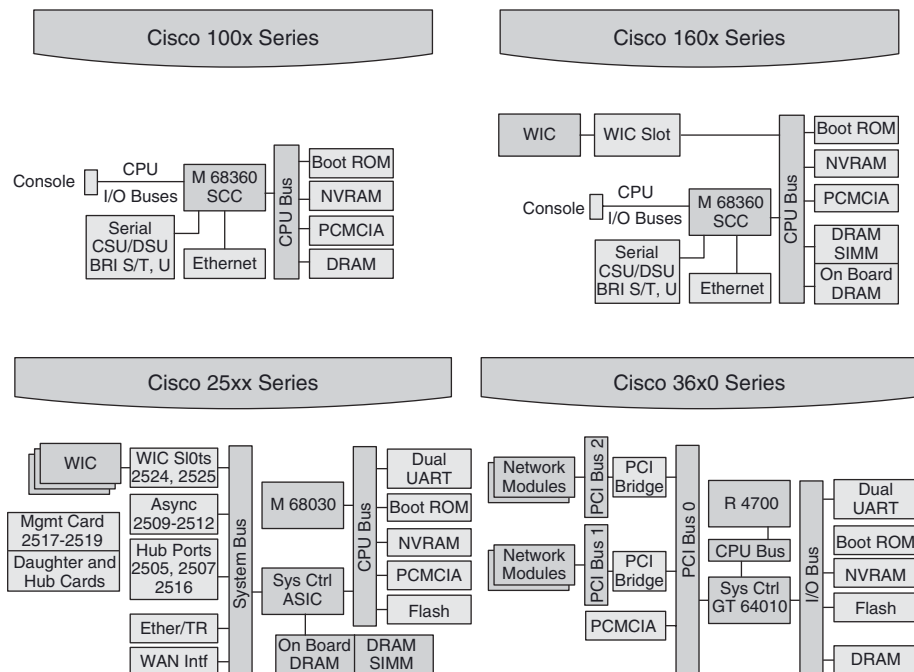 Cisco 100x Series
Console
CPU
I/O Buses
M 68360
SCC
Serial
CSU/DSU
BRI S/T, U
Ethernet
CPU Bus
Boot ROM
NVRAM
PCMCIA
DRAM
Cisco 160x Series
WIC
WIC Slot
Console
CPU
I/O Buses
M 68360
SCC
Serial
CSU/DSU
BRI S/T, U
Ethernet
CPU Bus
Boot ROM
NVRAM
PCMCIA
DRAM
SIMM
On Board
DRAM
Cisco 25xx Series
WIC
WIC Sl0ts
2524, 2525
Mgmt Card
2517-2519
Daughter and
Hub Cards
Async
2509-2512
Hub Ports
2505, 2507
2516
Ether/TR
WAN Intf
System Bus
M 68030
Sys Ctrl
ASIC
On Board
DRAM
DRAM
SIMM
CPU Bus
Dual
UART
Boot ROM
NVRAM
PCMCIA
Flash
Cisco 36x0 Series
Network
Modules
PCI Bus 2
PCI
Bridge
Network
Modules
PCI Bus 1
PCI
Bridge
PCMCIA
PCI Bus 0
R 4700
CPU Bus
Sys Ctrl
GT 64010
I/O Bus
Dual
UART
Boot ROM
NVRAM
Flash
DRAM